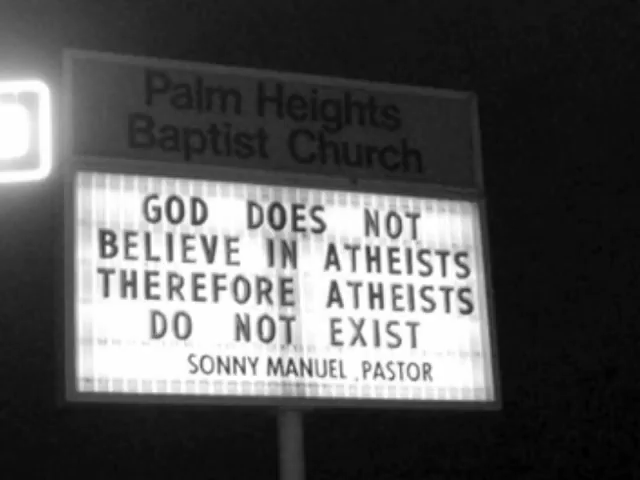 Palm Heights
Baptist Church
GOD DOES NOT
BELIEVE IN ATHEISTS
THEREFORE ATHEISTS
DO NOT EXIST
SONNY MANUEL, PASTOR